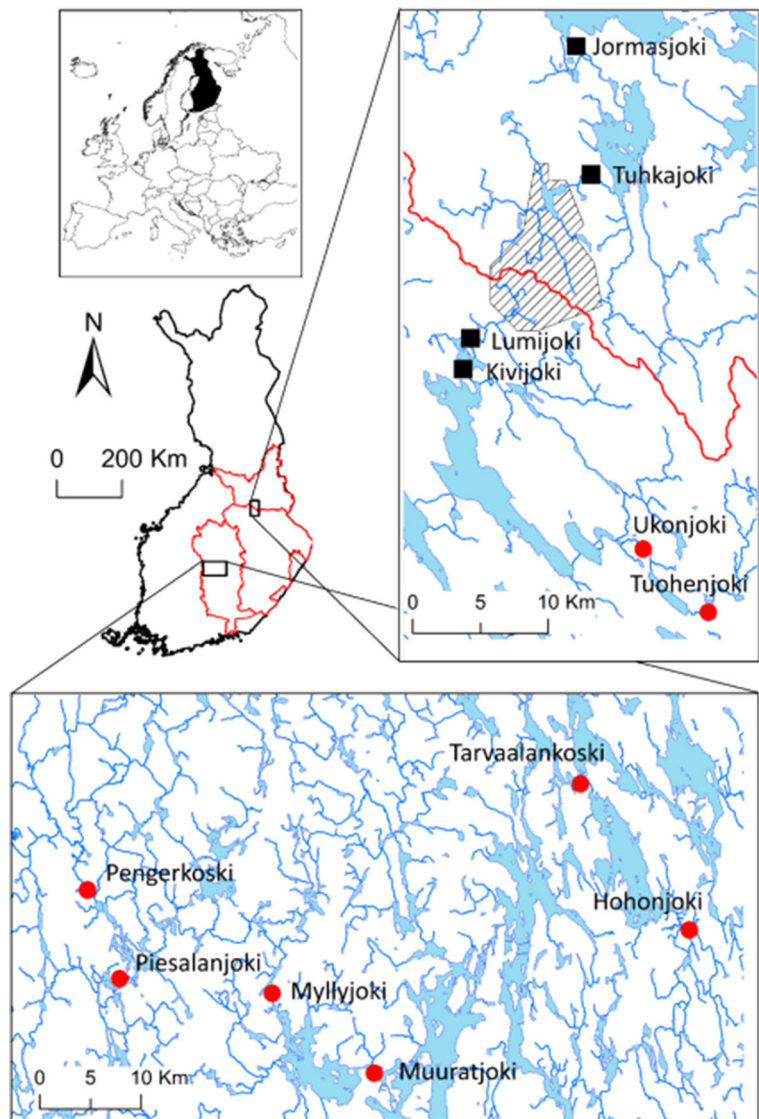 Jormasjoki
Tuhkajoki
N
Lumijoki
Kivijoki
0 200 Km
Ukonjoki
Tuohenjoki
0 5 10 Km
Tarvaalankoski
Pengerkoski
Hohonjoki
Piesalanjoki
Myllyjoki
Muuratjoki
0 5 10 Km